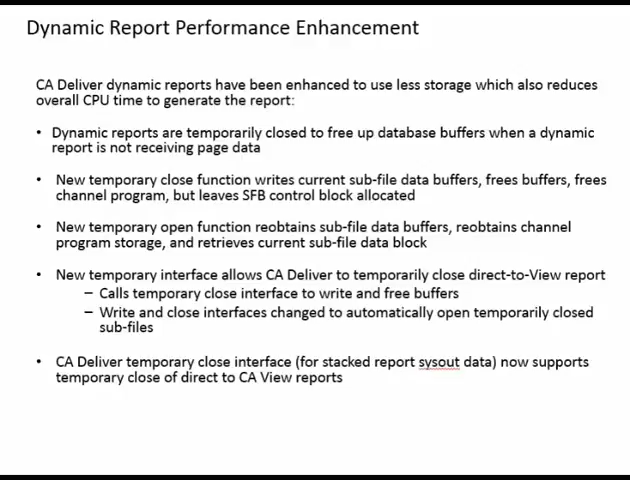 Dynamic Report Performance Enhancement
CA Deliver dynamic reports have been enhanced to use less storage which also reduces
overall CPU time to generate the report:
• Dynamic reports are temporarily closed to free up database buffers when a dynamic
report is not receiving page data
• New temporary close function writes current sub-file data buffers, frees buffers, frees
channel program, but leaves SFB control block allocated
• New temporary open function reobtains sub-file data buffers, reobtains channel
program storage, and retrieves current sub-file data block
• New temporary interface allows CA Deliver to temporarily close direct-to-View report
– Calls temporary close interface to write and free buffers
– Write and close interfaces changed to automatically open temporarily closed
sub-files
• CA Deliver temporary close interface (for stacked report sysout data) now supports
temporary close of direct to CA View reports